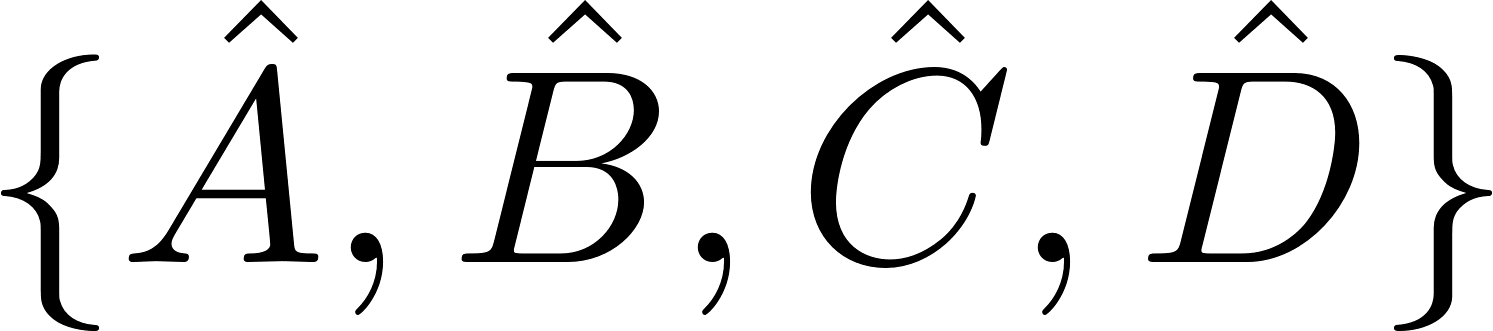 {Â, B̂, Ĉ, D̂}